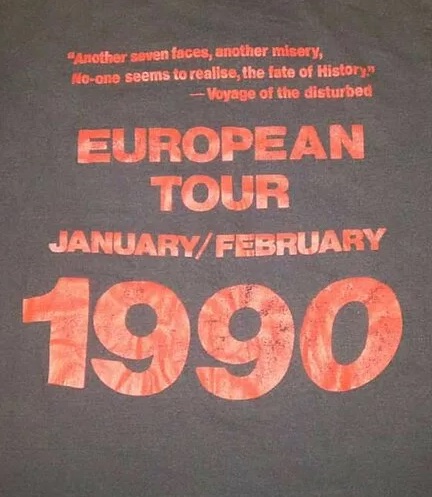 "Another seven faces, another misery,
No-one seems to realise, the fate of History."
—Voyage of the disturbed
EUROPEAN
TOUR
JANUARY/FEBRUARY
1990